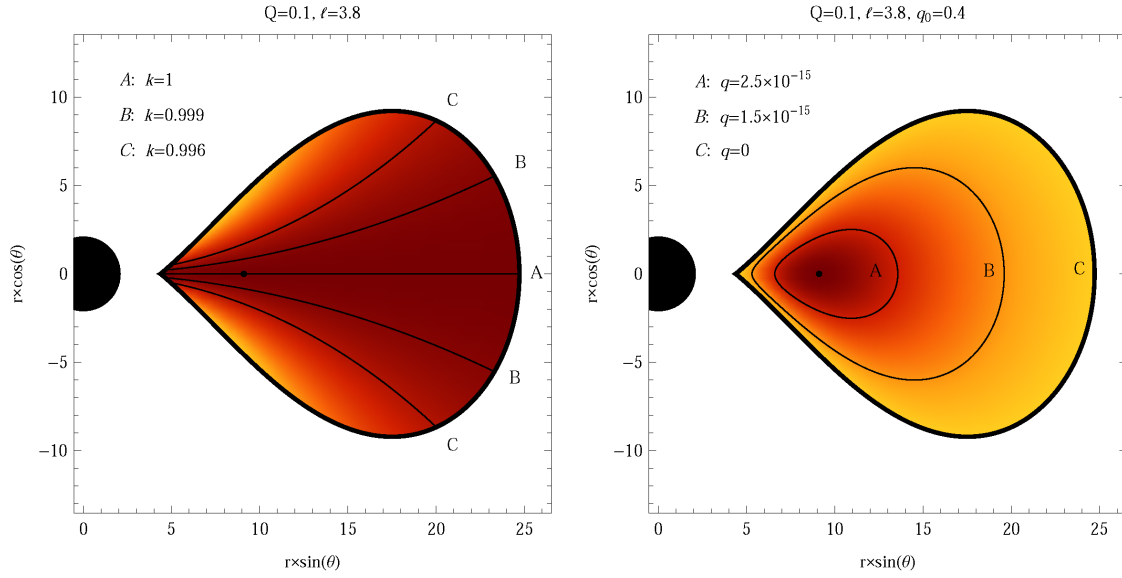 Q=0.1, ℓ=3.8
A: k=1
B: k=0.999
C: k=0.996
C
B
A
B
C
10
5
0
−5
−10
0
5
10
15
20
25
r×cos(θ)
r×sin(θ)
Q=0.1, ℓ=3.8, q₀=0.4
A: q=2.5×10⁻¹⁵
B: q=1.5×10⁻¹⁵
C: q=0
A
B
C
10
5
0
−5
−10
0
5
10
15
20
25
r×cos(θ)
r×sin(θ)